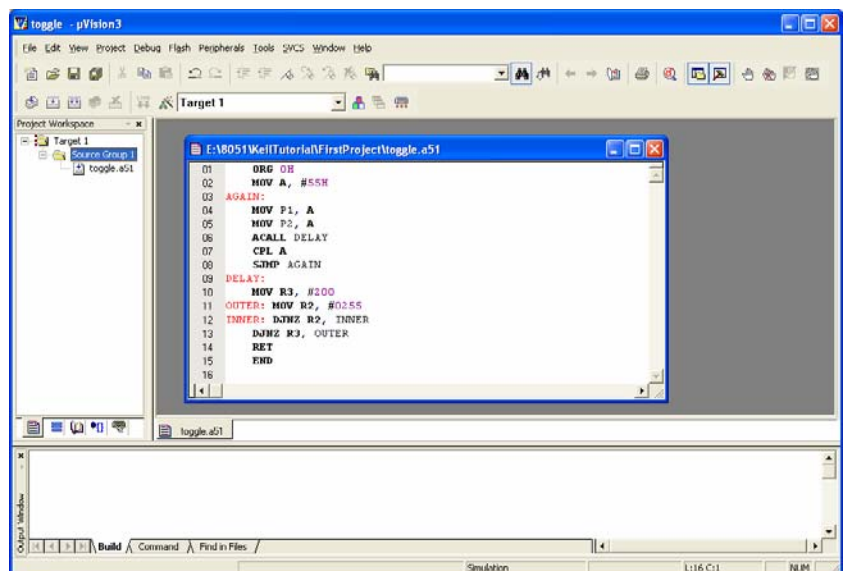 toggle - µVision3
File Edit View Project Debug Flash Peripherals Tools SVCS Window Help
Target 1
Project Workspace
Target 1
Source Group 1
toggle.a51
E:\8051\KeilTutorial\FirstProject\toggle.a51
01 ORG 0H
02 MOV A, #55H
03 AGAIN:
04 MOV P1, A
05 MOV P2, A
06 ACALL DELAY
07 CPL A
08 SJMP AGAIN
09 DELAY:
10 MOV R3, #200
11 OUTER: MOV R2, #0255
12 INNER: DJNZ R2, INNER
13 DJNZ R3, OUTER
14 RET
15 END
16
toggle.a51
Output Window
Build Command Find in Files
Simulation L:16 C:1 NUM